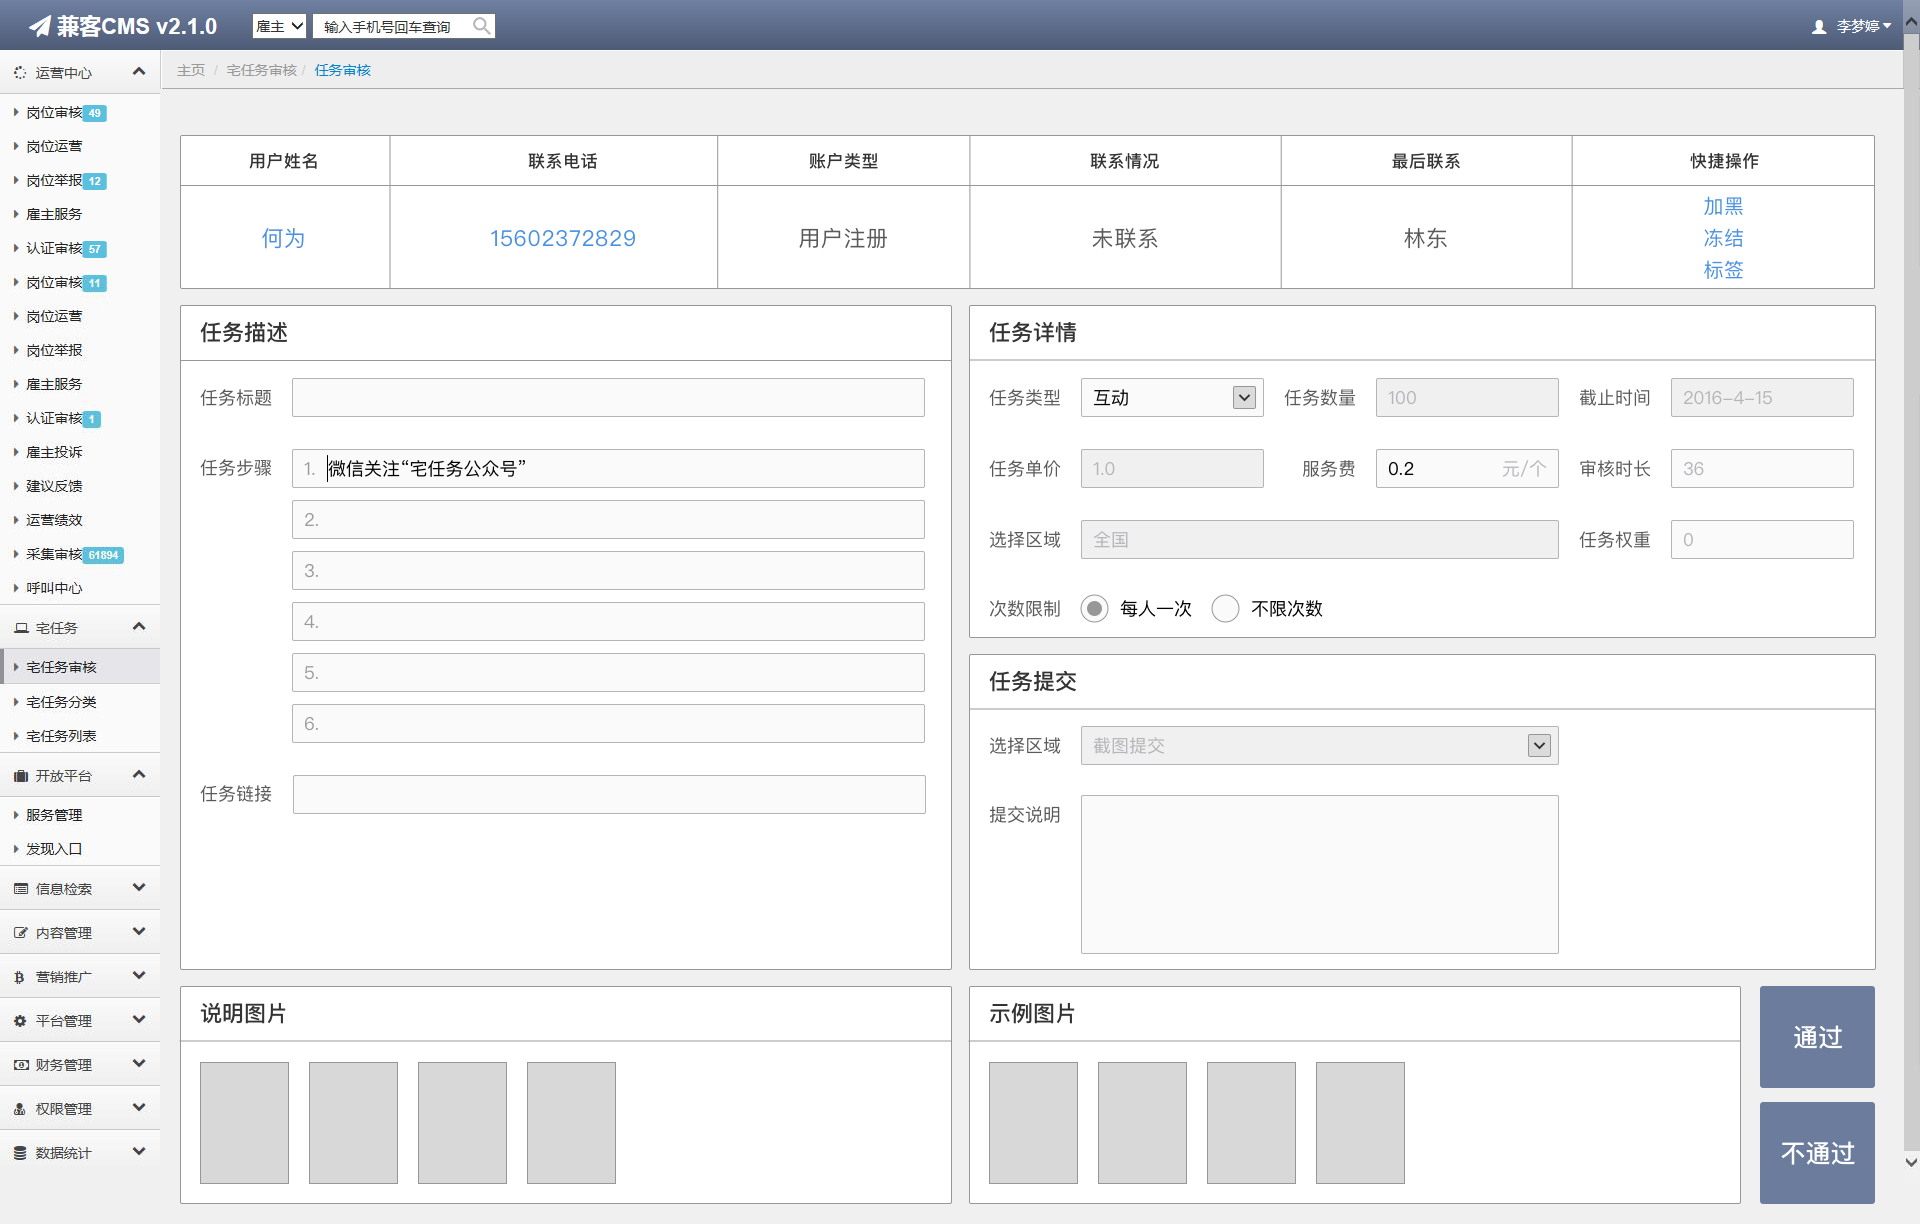 兼客CMS v2.1.0
雇主
输入手机号回车查询
李梦婷
运营中心
岗位审核 49
岗位运营
岗位举报 12
雇主服务
认证审核 57
岗位审核 11
岗位运营
岗位举报
雇主服务
认证审核 1
雇主投诉
建议反馈
运营绩效
采集审核 61894
呼叫中心
宅任务
宅任务审核
宅任务分类
宅任务列表
开放平台
服务管理
发现入口
信息检索
内容管理
营销推广
平台管理
财务管理
权限管理
数据统计
主页 / 宅任务审核 / 任务审核
用户姓名 联系电话 账户类型 联系情况 最后联系 快捷操作
何为 15602372829 用户注册 未联系 林东
加黑
冻结
标签
任务描述
任务标题
任务步骤 1. 微信关注“宅任务公众号”
2.
3.
4.
5.
6.
任务链接
任务详情
任务类型 互动 任务数量 100 截止时间 2016-4-15
任务单价 1.0 服务费 0.2 元/个 审核时长 36
选择区域 全国 任务权重 0
次数限制 每人一次 不限次数
任务提交
选择区域 截图提交
提交说明
说明图片
示例图片
通过
不通过